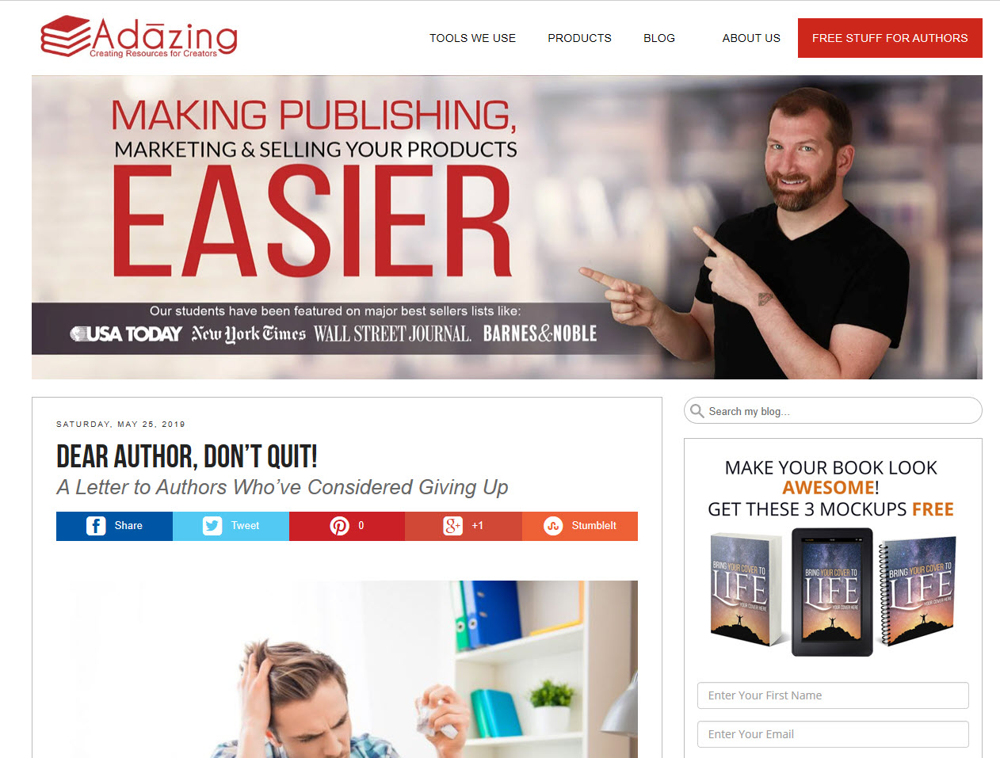 Adāzing
Creating Resources for Creators
TOOLS WE USE
PRODUCTS
BLOG
ABOUT US
FREE STUFF FOR AUTHORS
MAKING PUBLISHING,
MARKETING & SELLING YOUR PRODUCTS
EASIER
Our students have been featured on major best sellers lists like:
USA TODAY New York Times WALL STREET JOURNAL. BARNES&NOBLE
SATURDAY, MAY 25, 2019
DEAR AUTHOR, DON'T QUIT!
A Letter to Authors Who've Considered Giving Up
Share
Tweet
0
g+ +1
StumbleIt
Search my blog...
MAKE YOUR BOOK LOOK
AWESOME!
GET THESE 3 MOCKUPS FREE
BRING YOUR COVER TO
LIFE
YOUR COVER HERE
BRING YOUR COVER TO
LIFE
YOUR COVER HERE
BRING YOUR COVER TO
LIFE
YOUR COVER HERE
Enter Your First Name
Enter Your Email